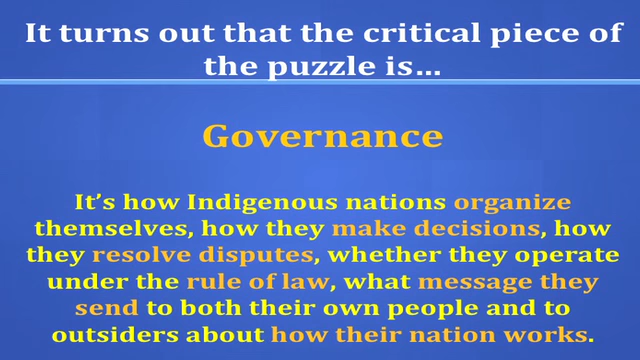 It turns out that the critical piece of
the puzzle is…
Governance
It’s how Indigenous nations organize
themselves, how they make decisions, how
they resolve disputes, whether they operate
under the rule of law, what message they
send to both their own people and to
outsiders about how their nation works.